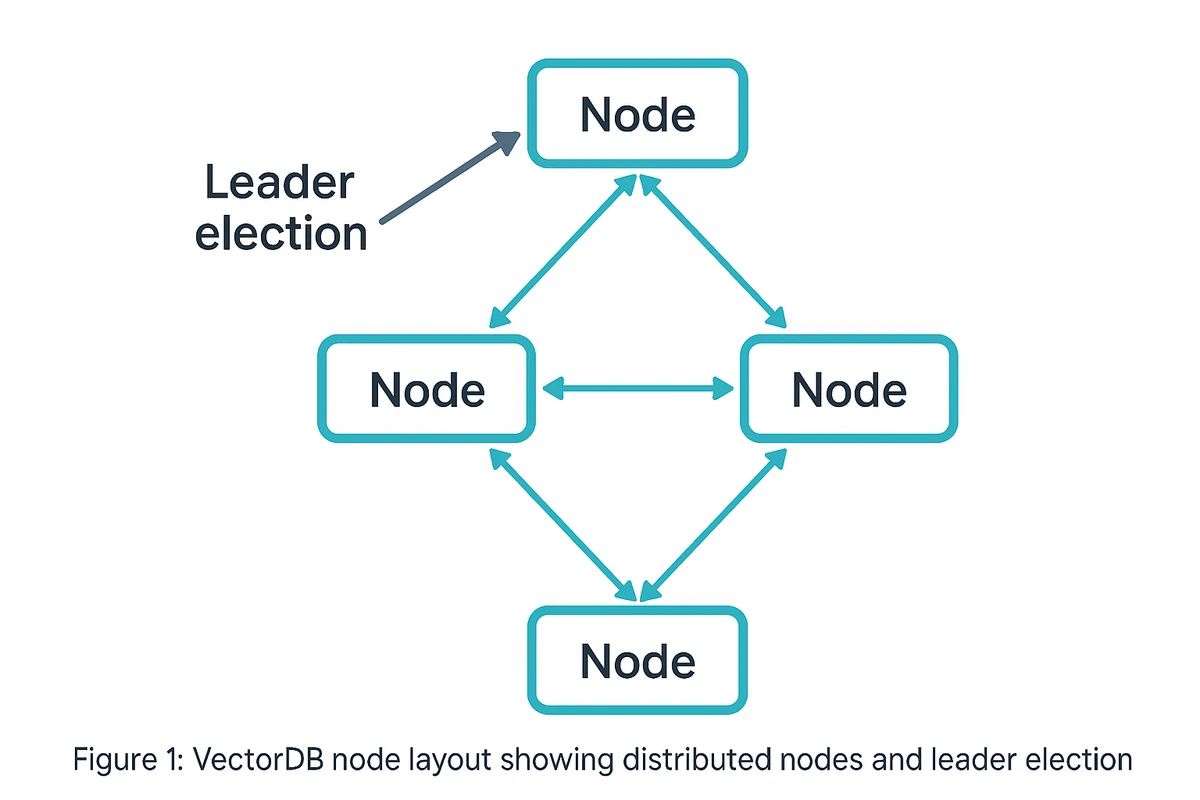 Node
Leader
election
Node
Node
Node
Figure 1: VectorDB node layout showing distributed nodes and leader election